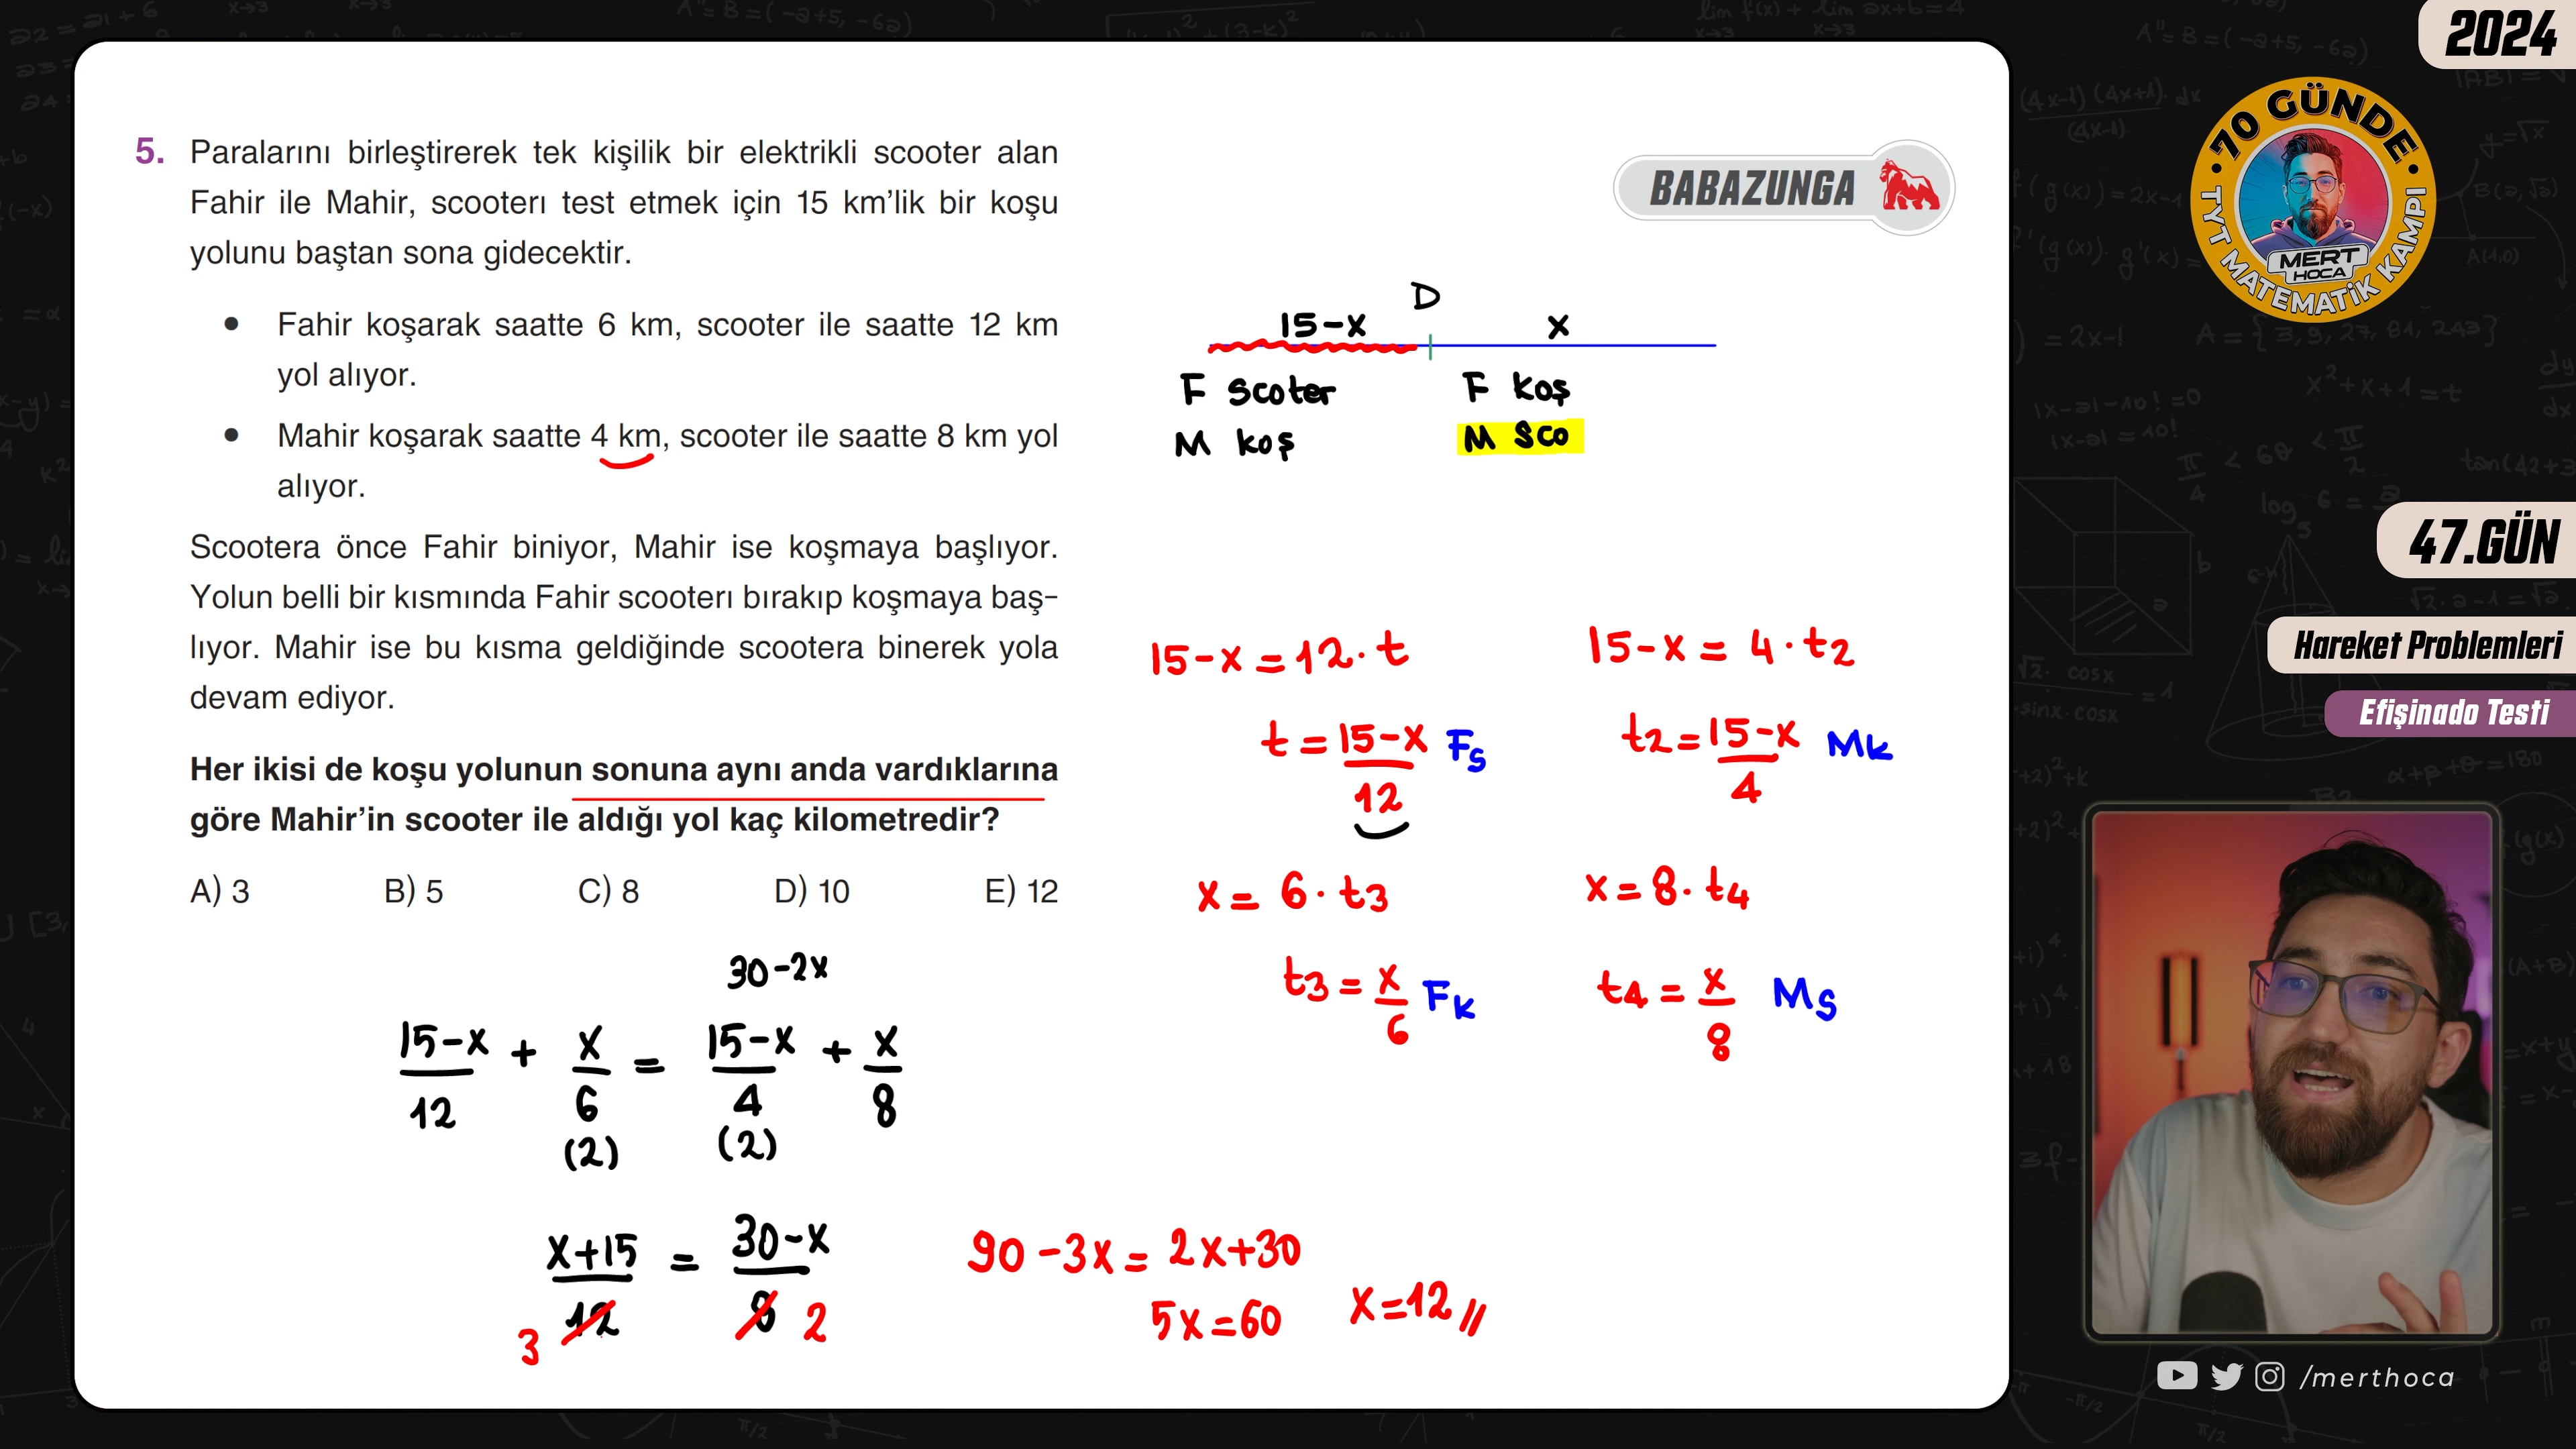 2024
70 GÜNDE
TYT MATEMATİK KAMPI
MERT
HOCA
BABAZUNGA
5. Paralarını birleştirerek tek kişilik bir elektrikli scooter alan
Fahir ile Mahir, scooterı test etmek için 15 km’lik bir koşu
yolunu baştan sona gidecektir.
• Fahir koşarak saatte 6 km, scooter ile saatte 12 km
yol alıyor.
• Mahir koşarak saatte 4 km, scooter ile saatte 8 km yol
alıyor.
Scootera önce Fahir biniyor, Mahir ise koşmaya başlıyor.
Yolun belli bir kısmında Fahir scooterı bırakıp koşmaya baş-
lıyor. Mahir ise bu kısma geldiğinde scootera binerek yola
devam ediyor.
Her ikisi de koşu yolunun sonuna aynı anda vardıklarına
göre Mahir’in scooter ile aldığı yol kaç kilometredir?
A) 3 B) 5 C) 8 D) 10 E) 12
D
15-x x
F scoter F koş
M koş M Sco
15-x = 12·t 15-x = 4·t2
t = 15-x/12 Fs t2 = 15-x/4 Mk
x = 6·t3 x = 8·t4
t3 = x/6 Fk t4 = x/8 Ms
30-2x
15-x/12 + x/6 = 15-x/4 + x/8
(2) (2)
x+15/12 = 30-x/8
3 2
90-3x = 2x+30
5x=60 x=12//
47.GÜN
Hareket Problemleri
Efişinado Testi
/merthoca